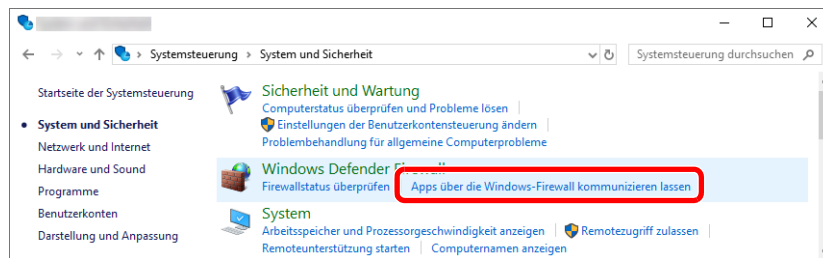 Systemsteuerung > System und Sicherheit
Systemsteuerung durchsuchen
Startseite der Systemsteuerung
System und Sicherheit
Netzwerk und Internet
Hardware und Sound
Programme
Benutzerkonten
Darstellung und Anpassung
Sicherheit und Wartung
Computerstatus überprüfen und Probleme lösen
Einstellungen der Benutzerkontensteuerung ändern
Problembehandlung für allgemeine Computerprobleme
Windows Defender Firewall
Firewallstatus überprüfen Apps über die Windows-Firewall kommunizieren lassen
System
Arbeitsspeicher und Prozessorgeschwindigkeit anzeigen Remotezugriff zulassen
Remoteunterstützung starten Computernamen anzeigen